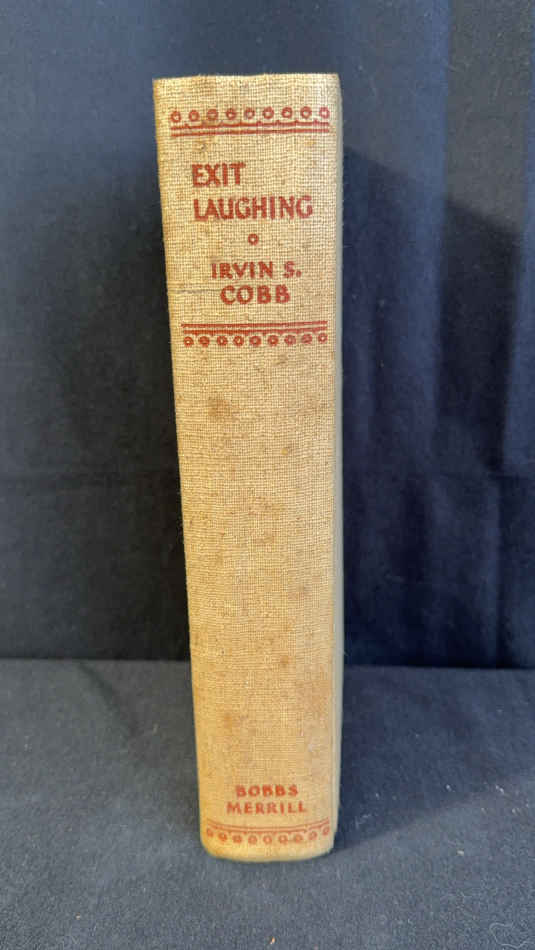 EXIT
LAUGHING
IRVIN S.
COBB
BOBBS
MERRILL